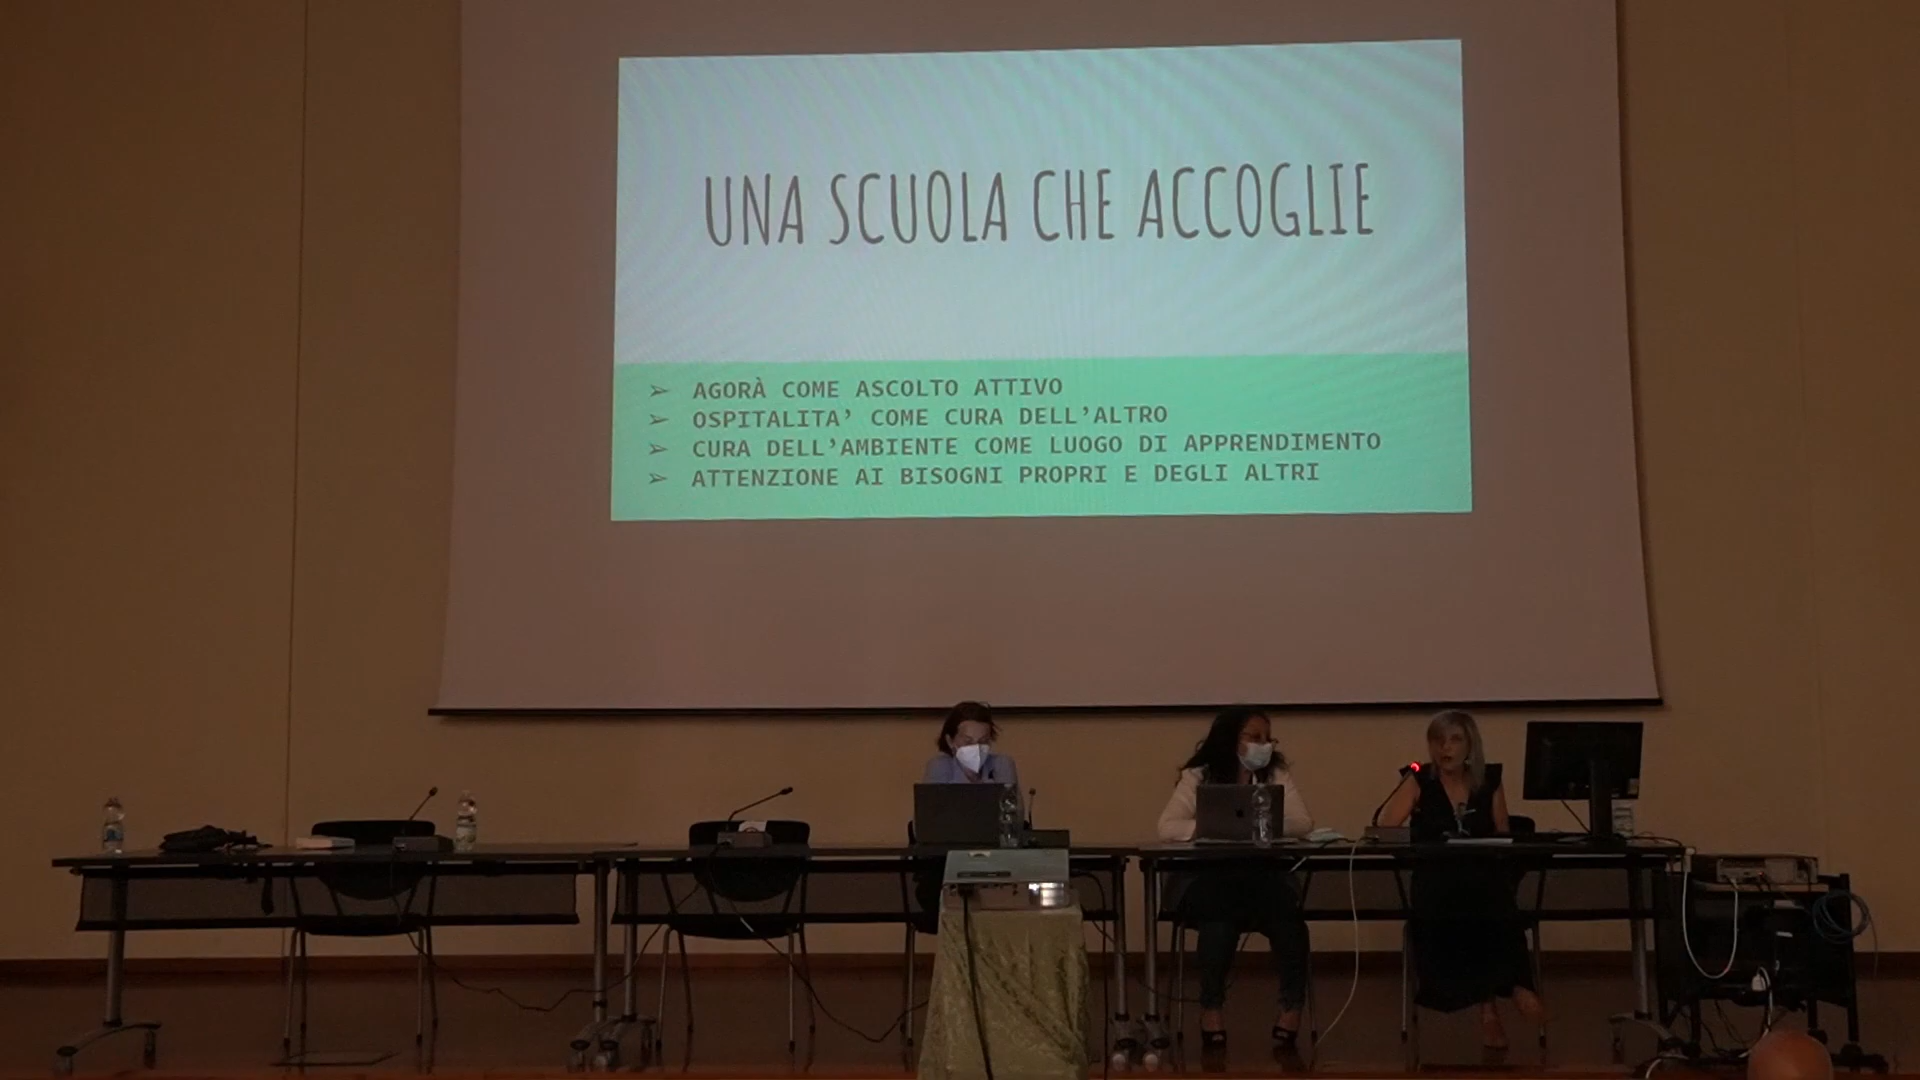 UNA SCUOLA CHE ACCOGLIE
➢ AGORÀ COME ASCOLTO ATTIVO
➢ OSPITALITA’ COME CURA DELL’ALTRO
➢ CURA DELL’AMBIENTE COME LUOGO DI APPRENDIMENTO
➢ ATTENZIONE AI BISOGNI PROPRI E DEGLI ALTRI